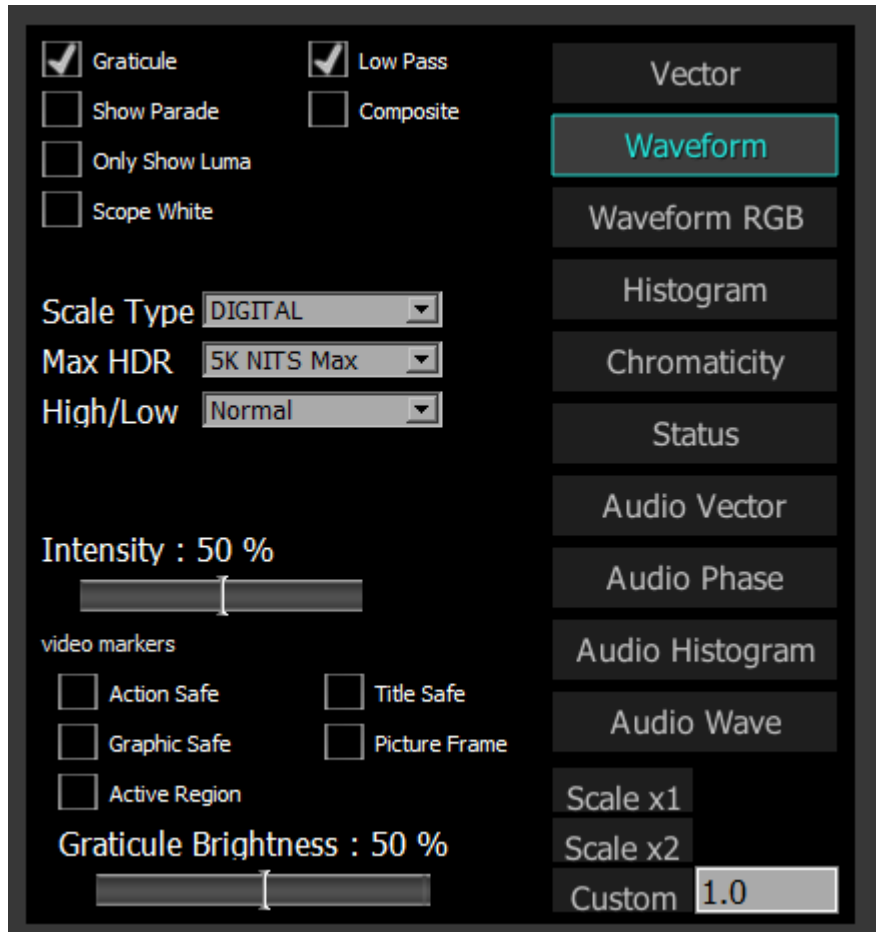 Graticule
Low Pass
Show Parade
Composite
Only Show Luma
Scope White
Scale Type DIGITAL
Max HDR 5K NITS Max
High/Low Normal
Intensity : 50 %
video markers
Action Safe
Title Safe
Graphic Safe
Picture Frame
Active Region
Graticule Brightness : 50 %
Vector
Waveform
Waveform RGB
Histogram
Chromaticity
Status
Audio Vector
Audio Phase
Audio Histogram
Audio Wave
Scale x1
Scale x2
Custom 1.0